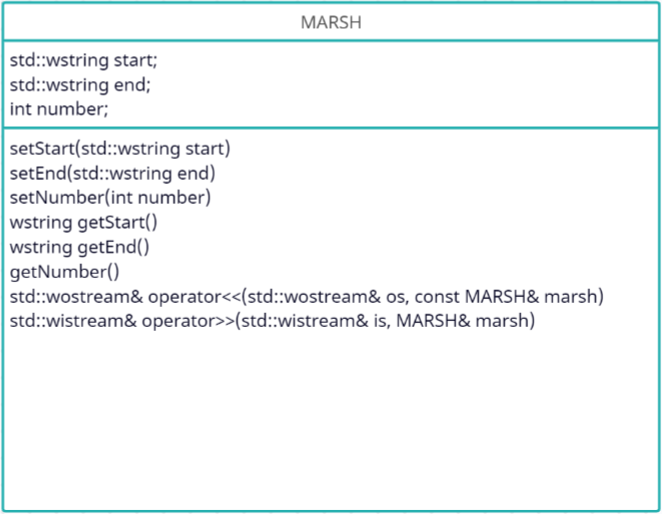 MARSH
std::wstring start;
std::wstring end;
int number;
setStart(std::wstring start)
setEnd(std::wstring end)
setNumber(int number)
wstring getStart()
wstring getEnd()
getNumber()
std::wostream& operator<<(std::wostream& os, const MARSH& marsh)
std::wistream& operator>>(std::wistream& is, MARSH& marsh)